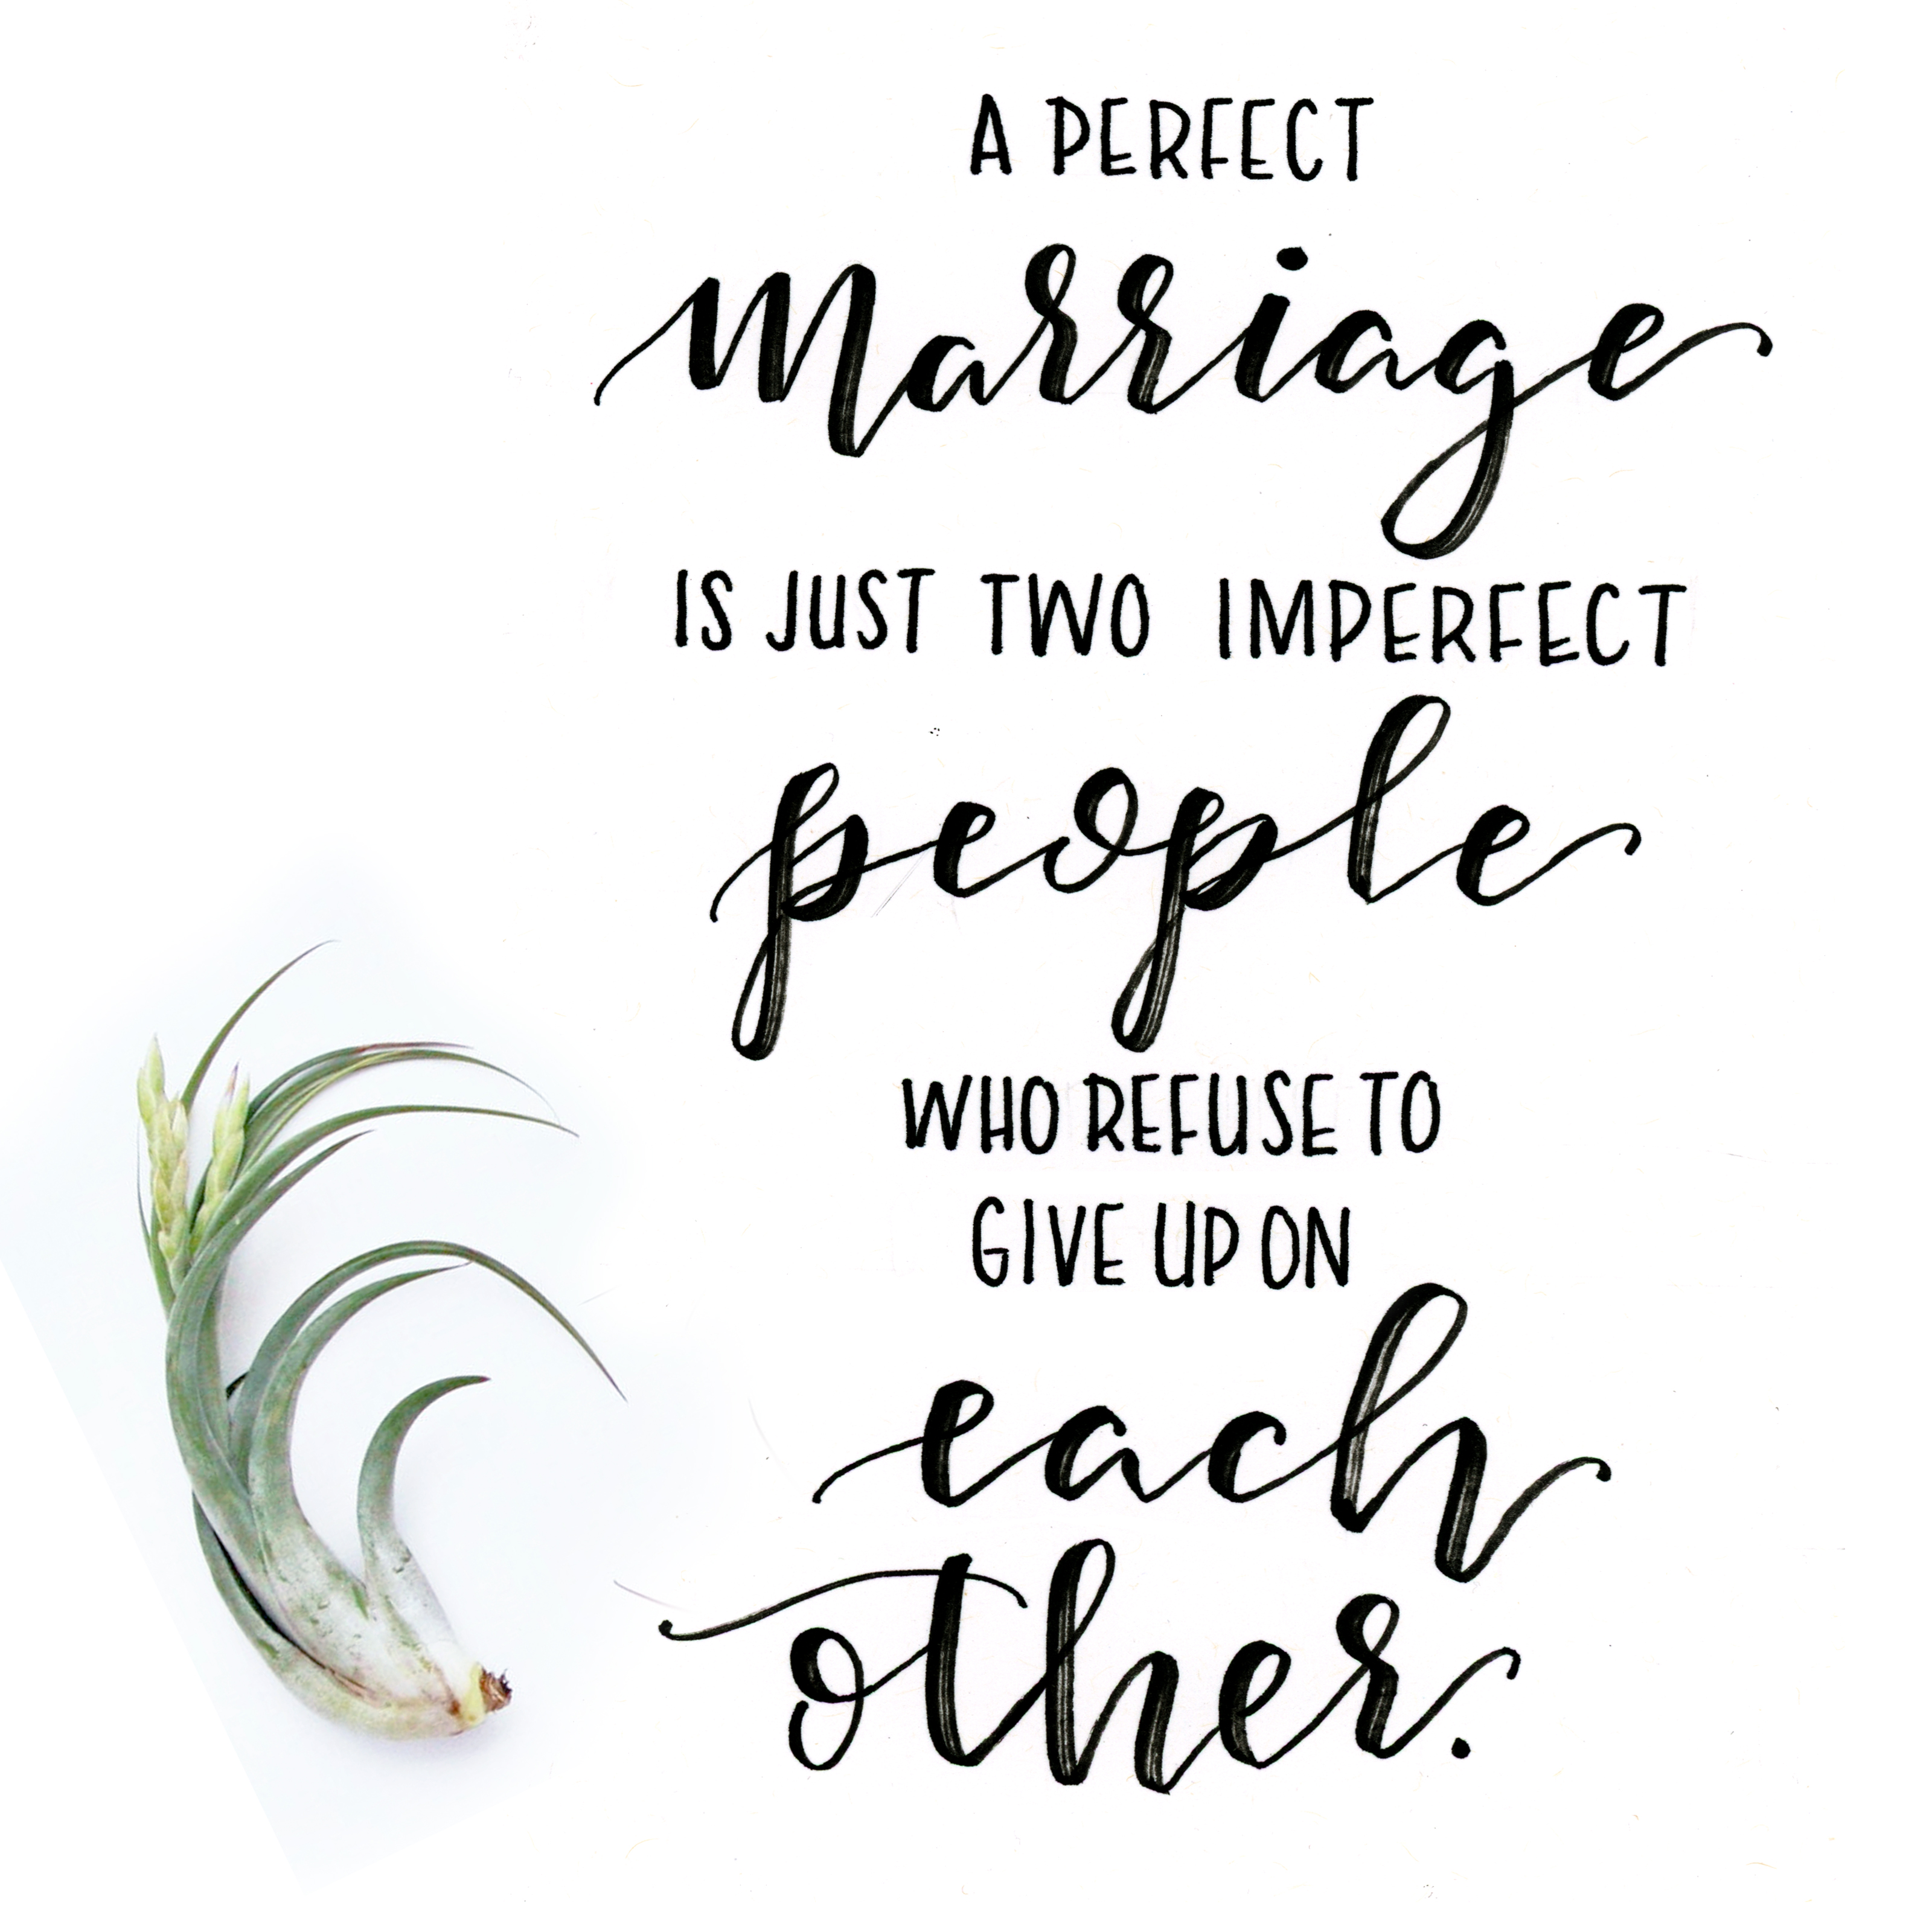 A PERFECT
marriage
IS JUST TWO IMPERFECT
people
WHO REFUSE TO
GIVE UP ON
each
other.